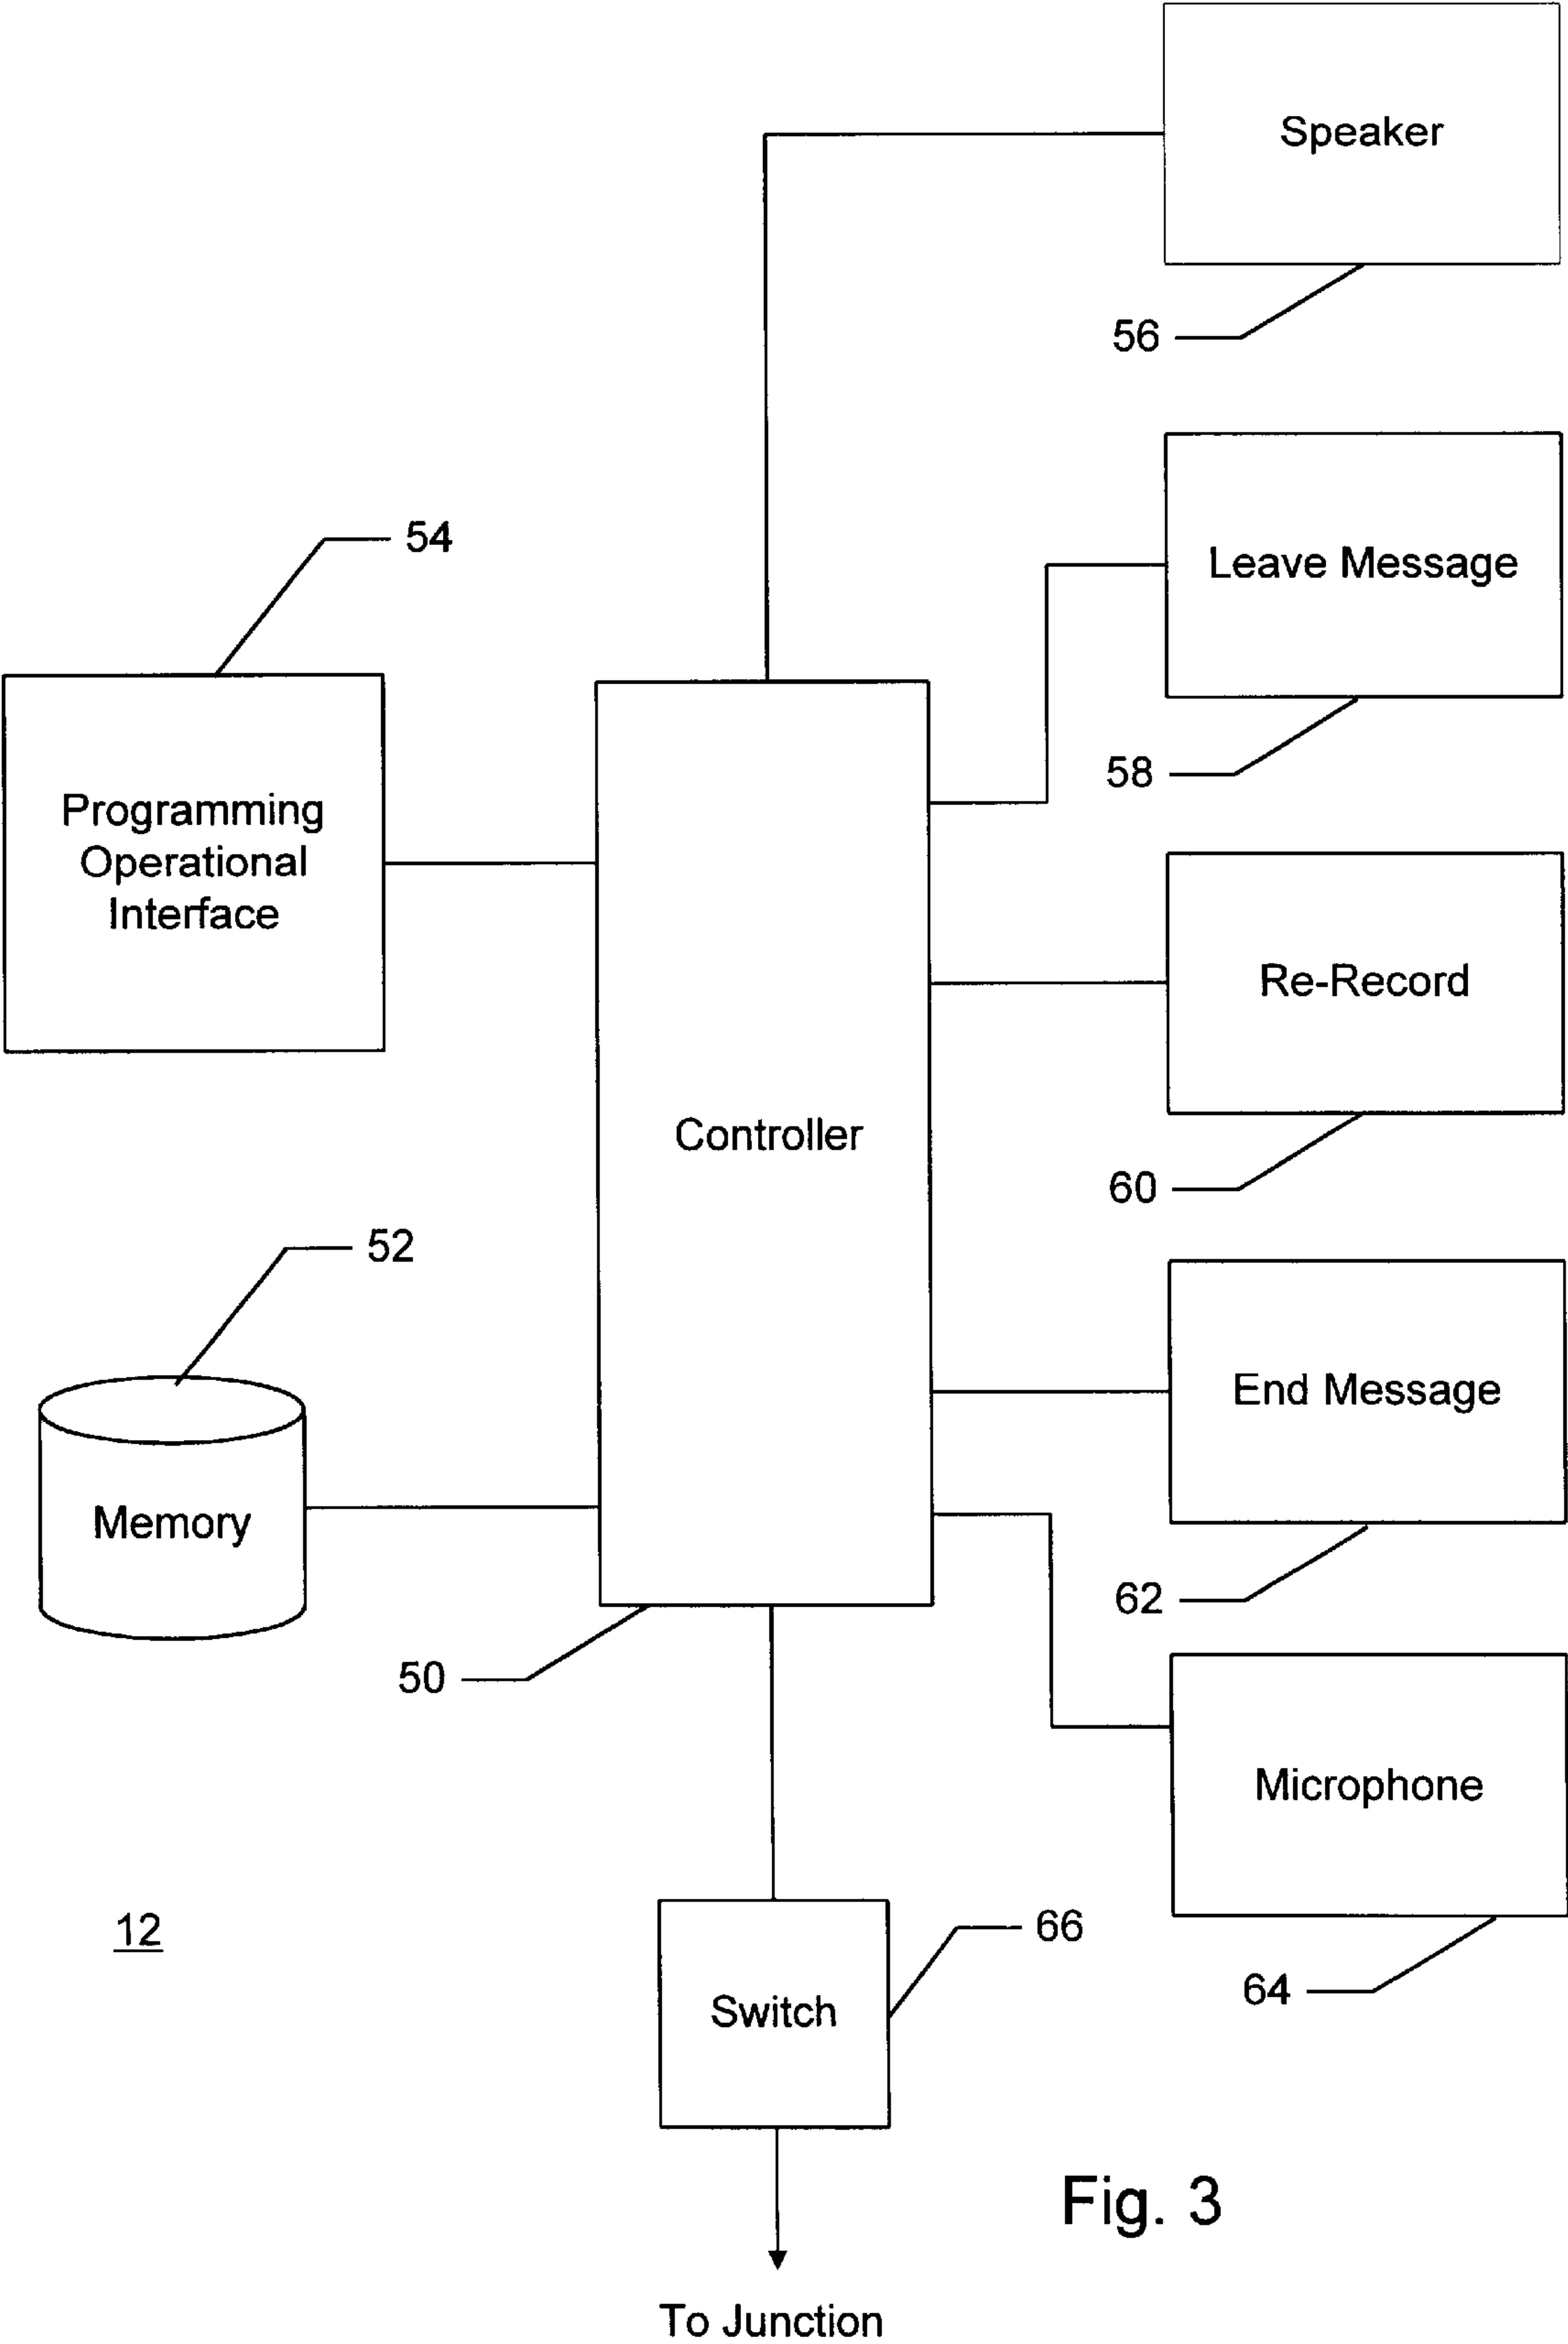 Speaker
56
Leave Message
54
58
Programming
Operational
Interface
Re-Record
Controller
60
52
End Message
Memory
62
50
Microphone
12
66
64
Switch
Fig. 3
To Junction